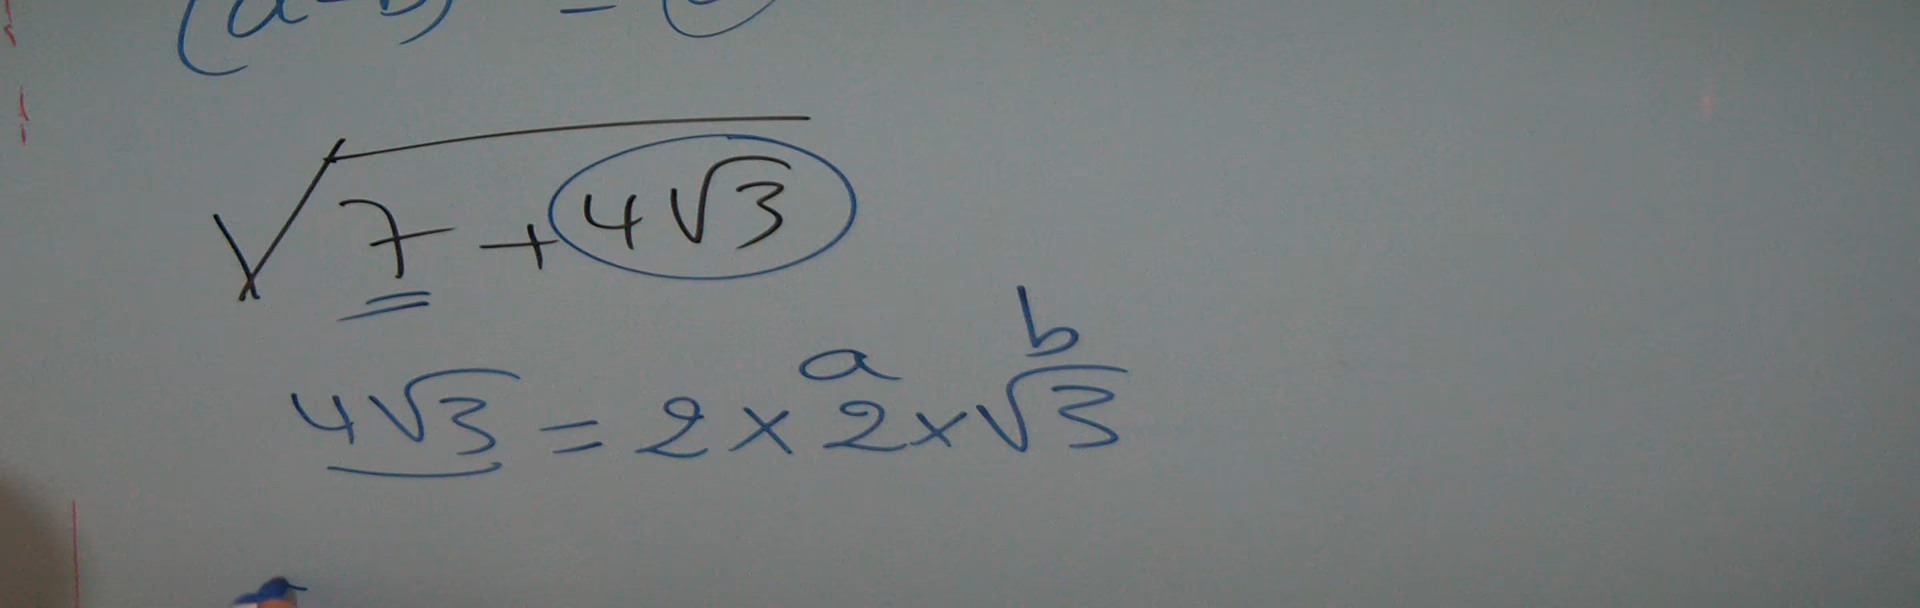 (a-b) =
√7+4√3
b
a
4√3 = 2×2×√3